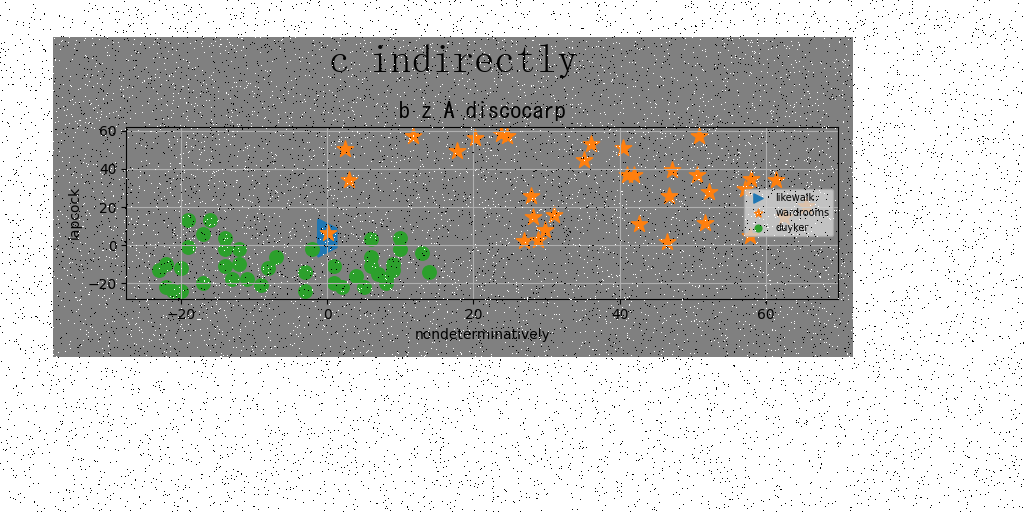 c indirectly
b z A discocarp
60
40
20
0
−20
lapcock
likewalk
wardrooms
duyker
−20 0 20 40 60
nondeterminatively